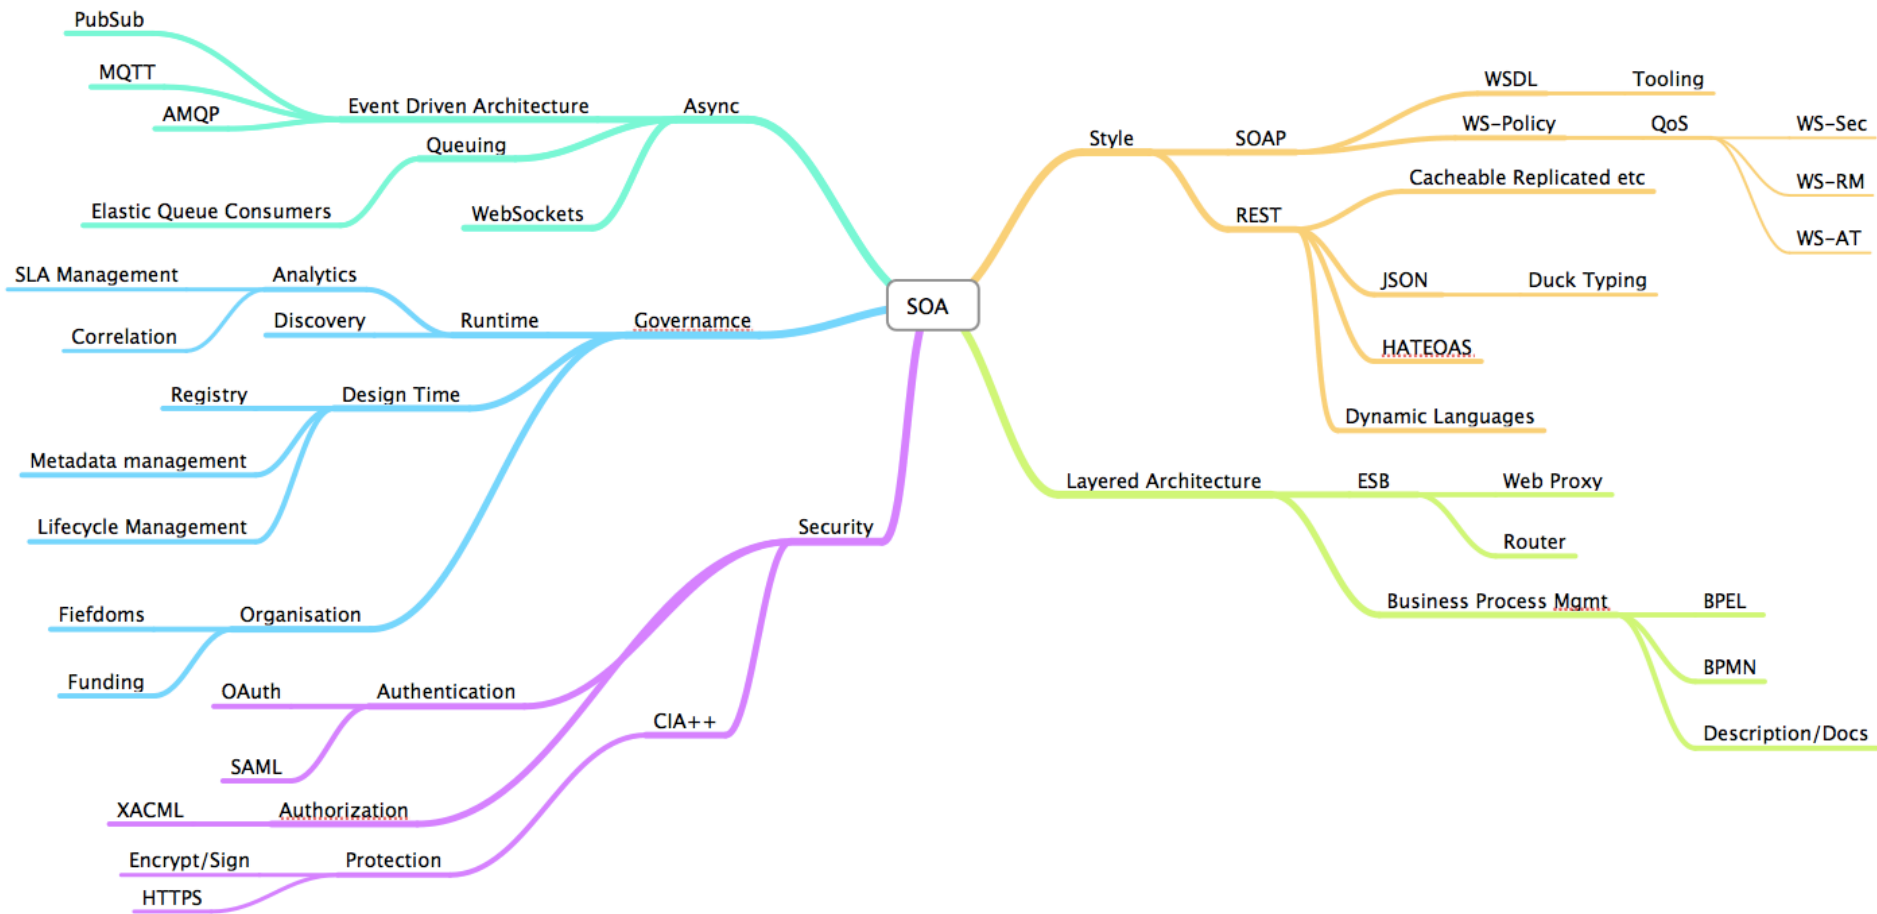 PubSub
MQTT
AMQP
Event Driven Architecture
Async
Queuing
Elastic Queue Consumers
WebSockets
SLA Management
Analytics
Correlation
Discovery
Runtime
Governamce
Registry
Design Time
Metadata management
Lifecycle Management
Fiefdoms
Organisation
Funding
Security
OAuth
Authentication
SAML
CIA++
XACML
Authorization
Encrypt/Sign
Protection
HTTPS
SOA
Style
SOAP
WSDL
Tooling
WS-Policy
QoS
WS-Sec
WS-RM
WS-AT
REST
Cacheable Replicated etc
JSON
Duck Typing
HATEOAS
Dynamic Languages
Layered Architecture
ESB
Web Proxy
Router
Business Process Mgmt
BPEL
BPMN
Description/Docs